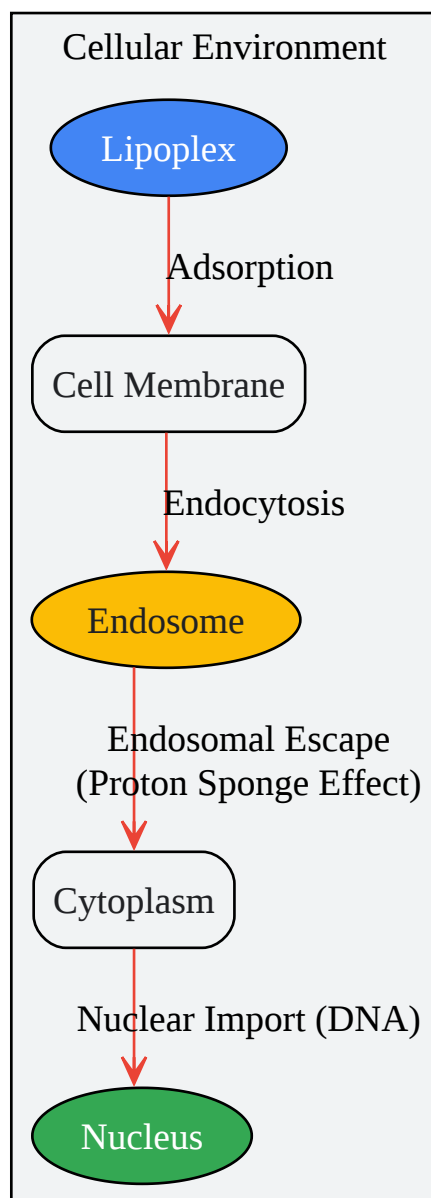 Cellular Environment
Lipoplex
Adsorption
Cell Membrane
Endocytosis
Endosome
Endosomal Escape
(Proton Sponge Effect)
Cytoplasm
Nuclear Import (DNA)
Nucleus